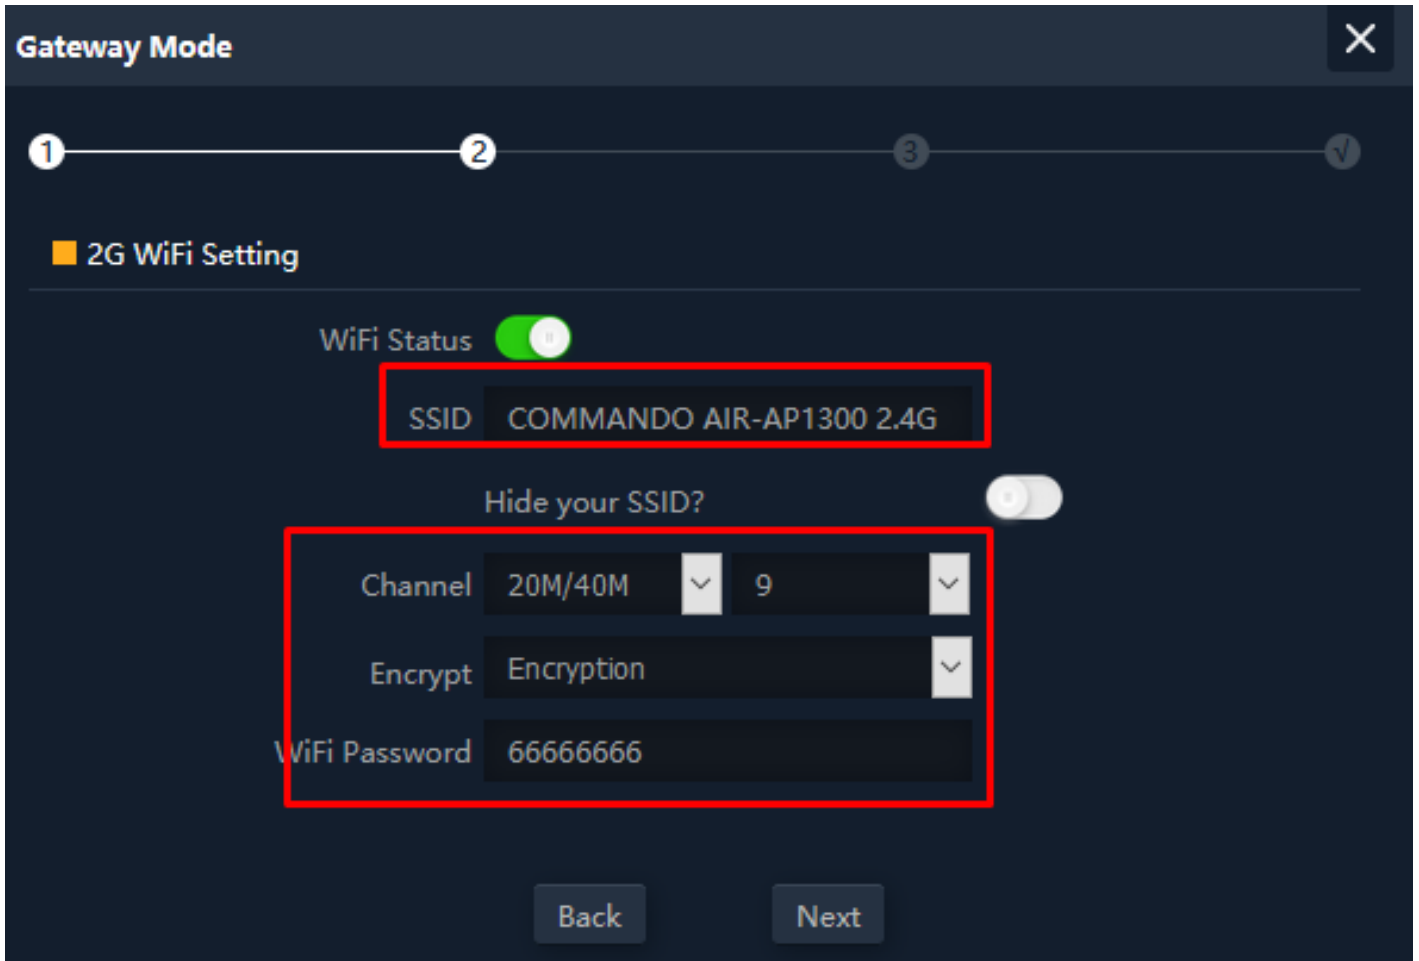 Gateway Mode
1 2 3 √
2G WiFi Setting
WiFi Status
SSID COMMANDO AIR-AP1300 2.4G
Hide your SSID?
Channel 20M/40M 9
Encrypt Encryption
WiFi Password 66666666
Back Next